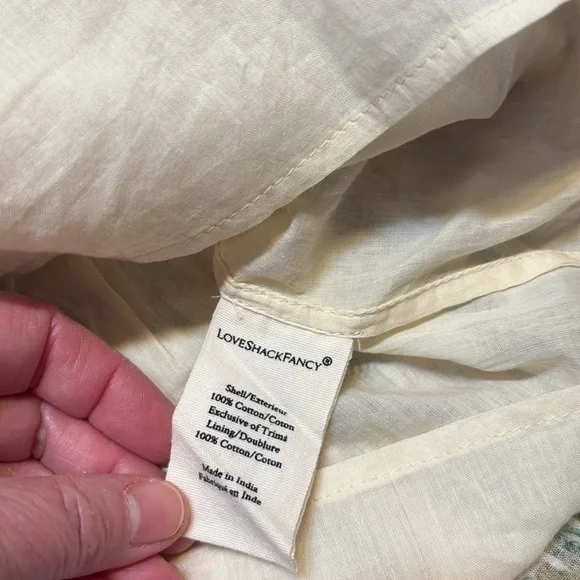 LOVESHACKFANCY®
Shell/Exterieur
100% Cotton/Coton
Exclusive of Trims
Lining/Doublure
100% Cotton/Coton
Made in India
Fabriqué en Inde